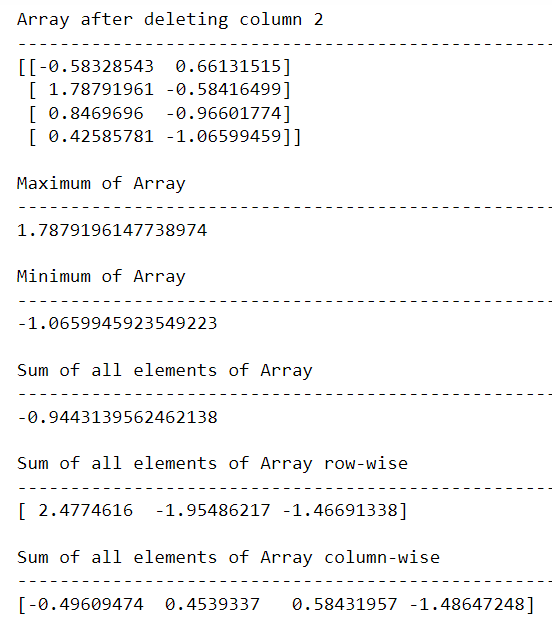 Array after deleting column 2
--------------------------------------------------
[[-0.58328543  0.66131515]
 [ 1.78791961 -0.58416499]
 [ 0.8469696  -0.96601774]
 [ 0.42585781 -1.06599459]]
Maximum of Array
--------------------------------------------------
1.7879196147738974
Minimum of Array
--------------------------------------------------
-1.0659945923549223
Sum of all elements of Array
--------------------------------------------------
-0.9443139562462138
Sum of all elements of Array row-wise
--------------------------------------------------
[ 2.4774616  -1.95486217 -1.46691338]
Sum of all elements of Array column-wise
--------------------------------------------------
[-0.49609474  0.4539337   0.58431957 -1.48647248]